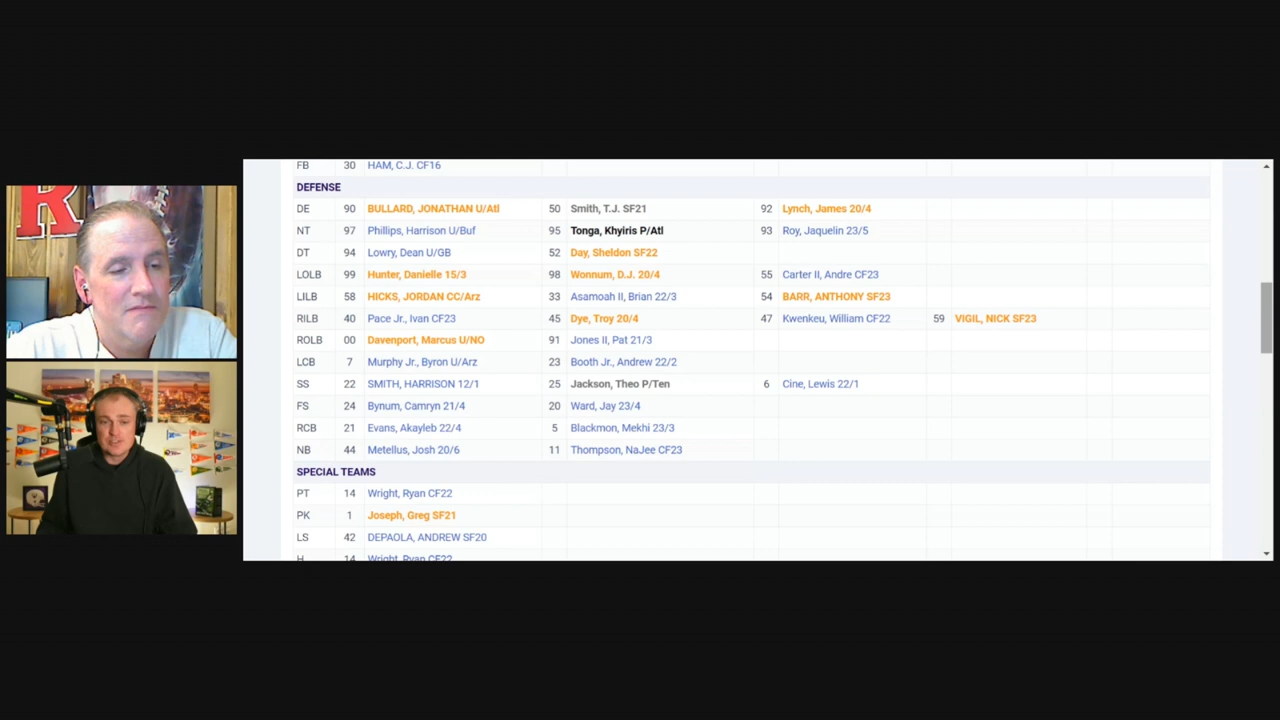 R
FB 30 HAM, C.J. CF16
DEFENSE
DE 90 BULLARD, JONATHAN U/Atl 50 Smith, T.J. SF21 92 Lynch, James 20/4
NT 97 Phillips, Harrison U/Buf 95 Tonga, Khyiris P/Atl 93 Roy, Jaquelin 23/5
DT 94 Lowry, Dean U/GB 52 Day, Sheldon SF22
LOLB 99 Hunter, Danielle 15/3 98 Wonnum, D.J. 20/4 55 Carter II, Andre CF23
LILB 58 HICKS, JORDAN CC/Arz 33 Asamoah II, Brian 22/3 54 BARR, ANTHONY SF23
RILB 40 Pace Jr., Ivan CF23 45 Dye, Troy 20/4 47 Kwenkeu, William CF22 59 VIGIL, NICK SF23
ROLB 00 Davenport, Marcus U/NO 91 Jones II, Pat 21/3
LCB 7 Murphy Jr., Byron U/Arz 23 Booth Jr., Andrew 22/2
SS 22 SMITH, HARRISON 12/1 25 Jackson, Theo P/Ten 6 Cine, Lewis 22/1
FS 24 Bynum, Camryn 21/4 20 Ward, Jay 23/4
RCB 21 Evans, Akayleb 22/4 5 Blackmon, Mekhi 23/3
NB 44 Metellus, Josh 20/6 11 Thompson, NaJee CF23
SPECIAL TEAMS
PT 14 Wright, Ryan CF22
PK 1 Joseph, Greg SF21
LS 42 DEPAOLA, ANDREW SF20
H 14 Wright, Ryan CF22